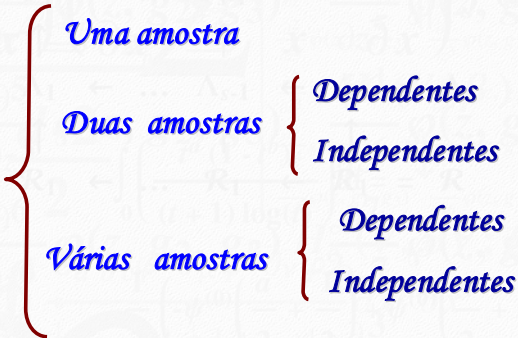 Uma amostra
Dependentes
Duas amostras
Independentes
Dependentes
Várias amostras
Independentes